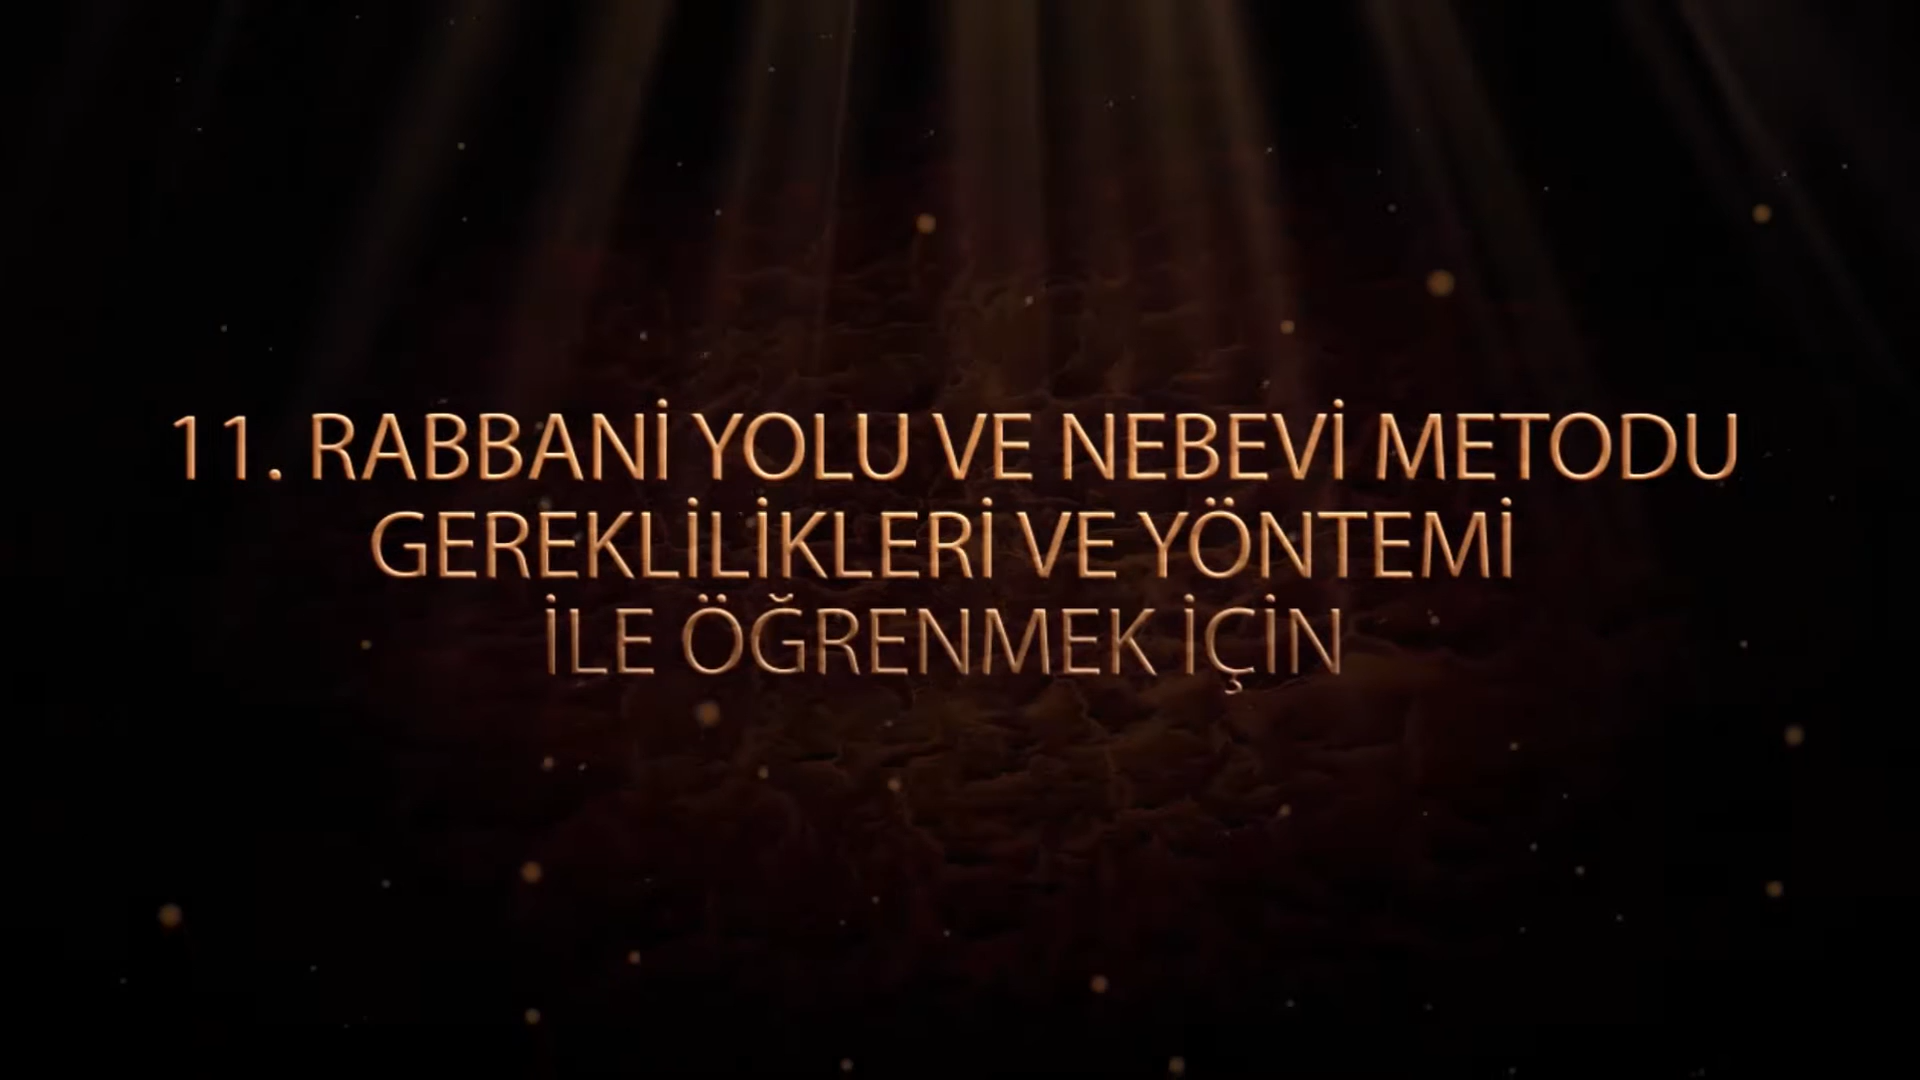 11. RABBANİ YOLU VE NEBEVİ METODU
GEREKLİLİKLERİ VE YÖNTEMİ
İLE ÖĞRENMEK İÇİN